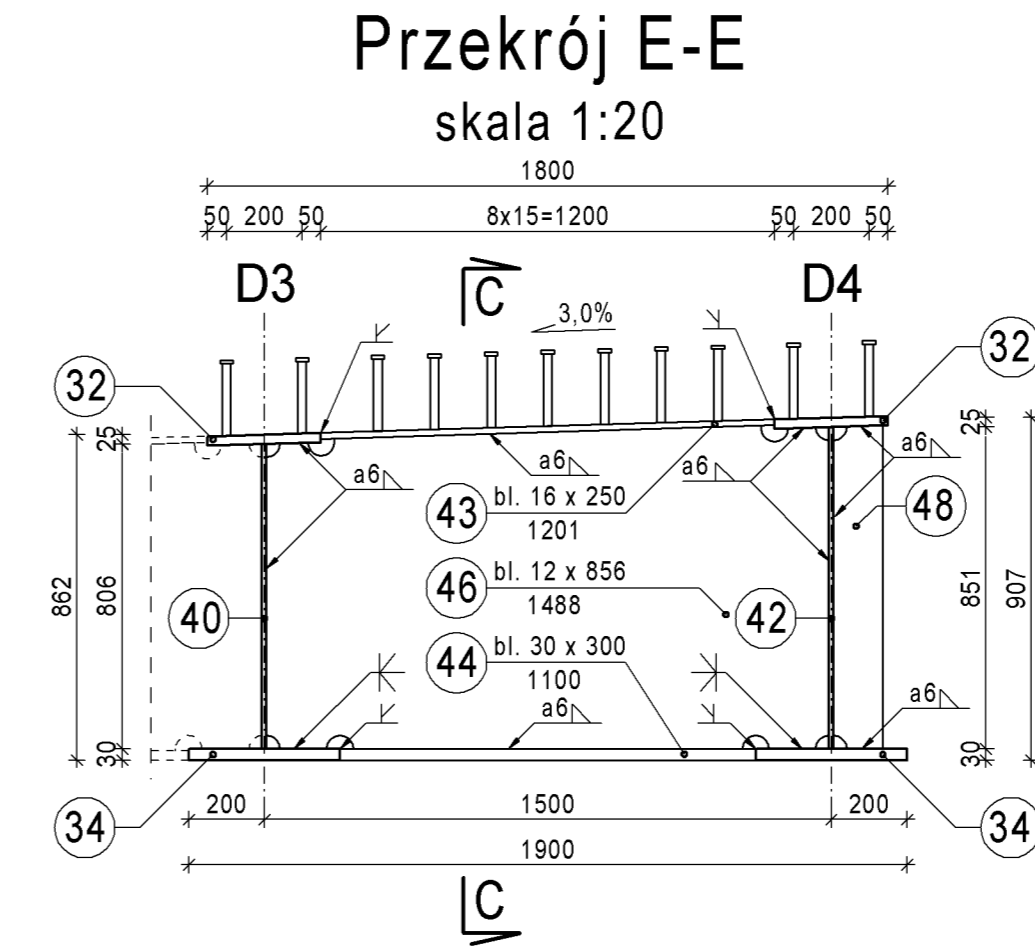 Przekrój E-E
skala 1:20
1800
50 200 50 8x15=1200 50 200 50
D3 D4
C
3,0%
32 32
25 25
a6 a6 a6 a6
43 bl. 16 x 250
1201
48
862 806 851 907
46 bl. 12 x 856
1488
40 42
44 bl. 30 x 300
1100
a6 a6
30 30
34 34
200 1500 200
1900
C